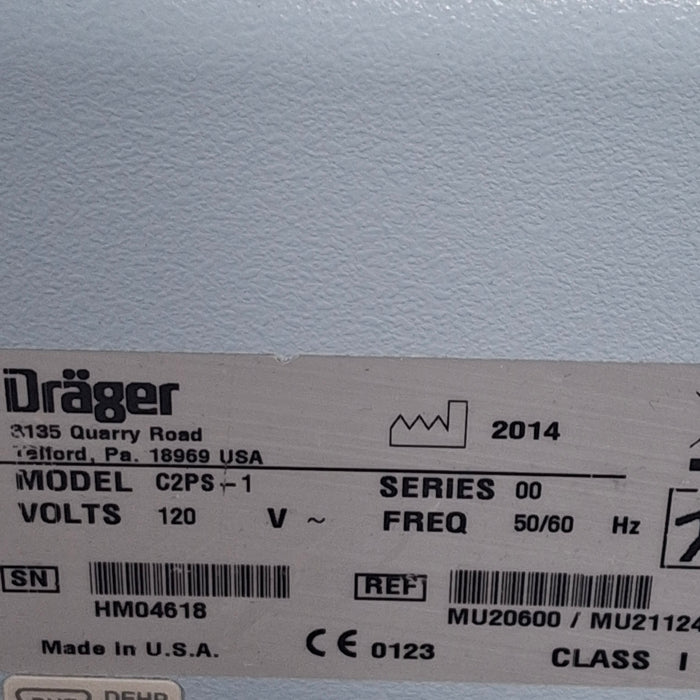 Dräger
3135 Quarry Road
Telford, Pa. 18969 USA
2014
MODEL C2PS-1
SERIES 00
VOLTS 120 V ~
FREQ 50/60 Hz
SN
HM04618
REF
MU20600 / MU21124
Made in U.S.A.
CE 0123
CLASS I
DEHP